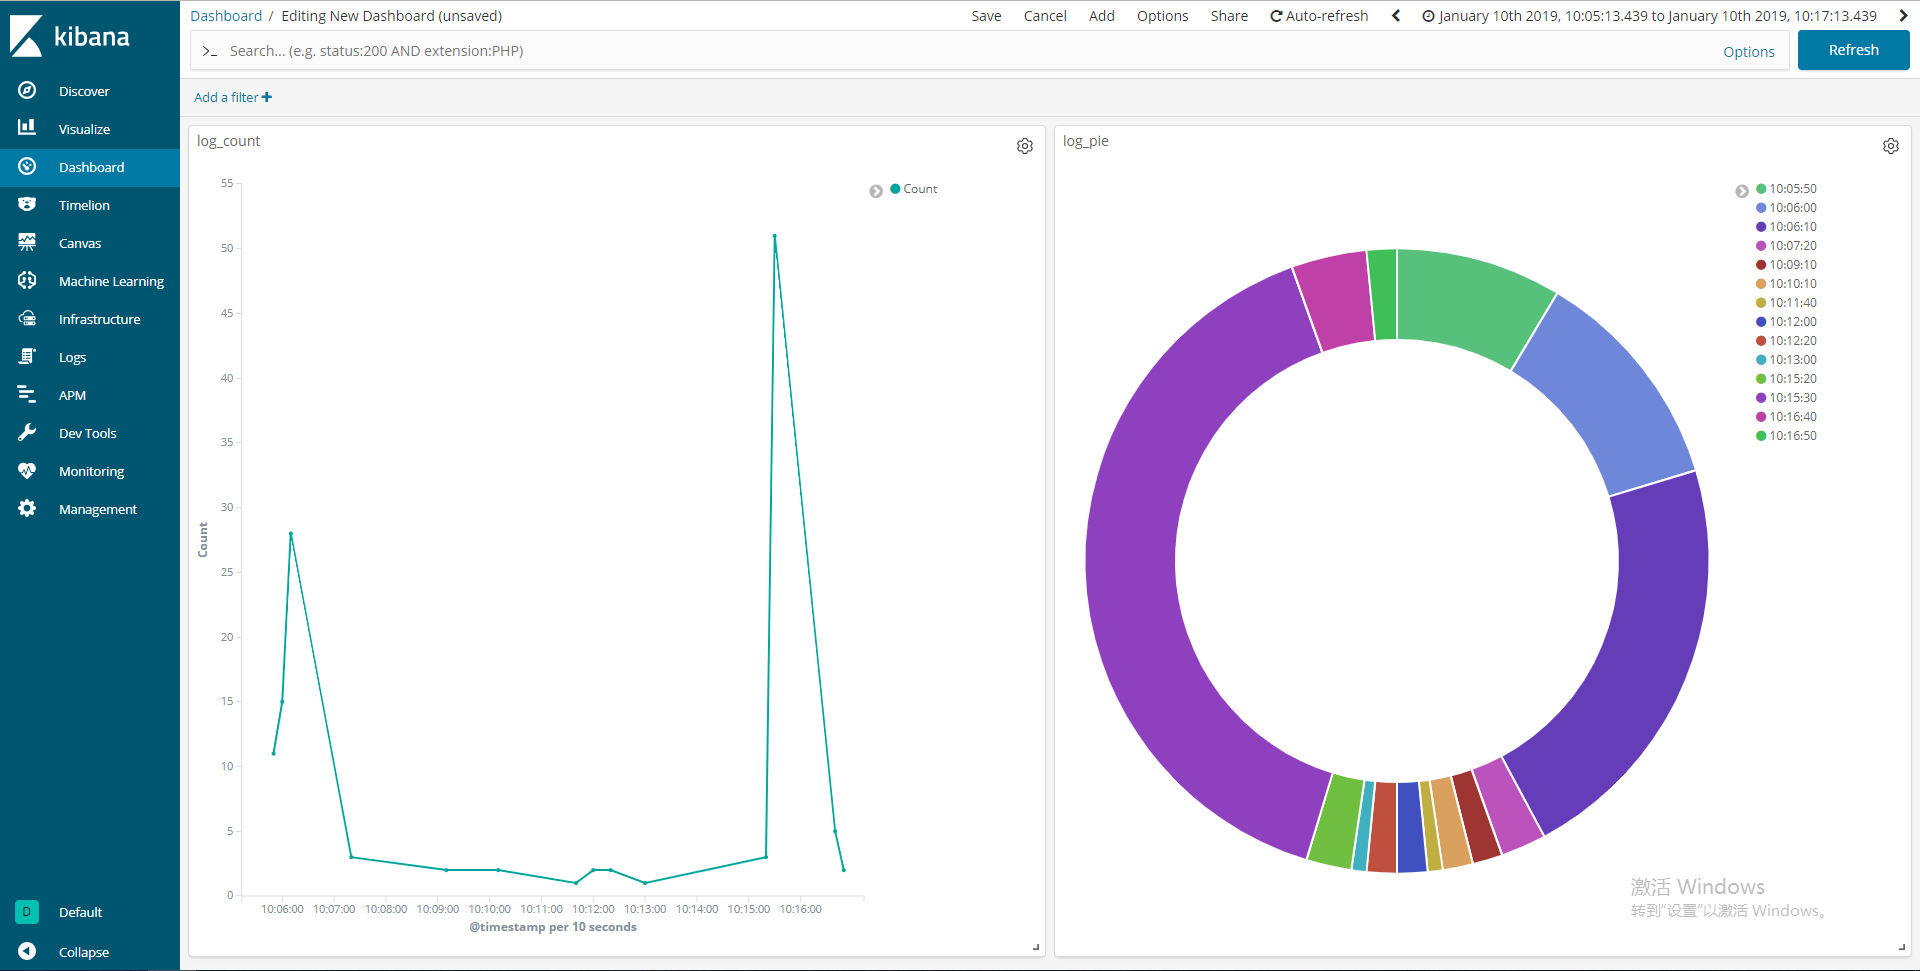 kibana
Discover
Visualize
Dashboard
Timelion
Canvas
Machine Learning
Infrastructure
Logs
APM
Dev Tools
Monitoring
Management
D Default
Collapse
Dashboard / Editing New Dashboard (unsaved)
Save Cancel Add Options Share Auto-refresh January 10th 2019, 10:05:13.439 to January 10th 2019, 10:17:13.439
>_ Search... (e.g. status:200 AND extension:PHP) Options Refresh
Add a filter +
log_count
55
50
45
40
35
30
25
20
15
10
5
0
Count
10:06:00 10:07:00 10:08:00 10:09:00 10:10:00 10:11:00 10:12:00 10:13:00 10:14:00 10:15:00 10:16:00
@timestamp per 10 seconds
Count
log_pie
10:05:50
10:06:00
10:06:10
10:07:20
10:09:10
10:10:10
10:11:40
10:12:00
10:12:20
10:13:00
10:15:20
10:15:30
10:16:40
10:16:50
激活 Windows
转到“设置”以激活 Windows。